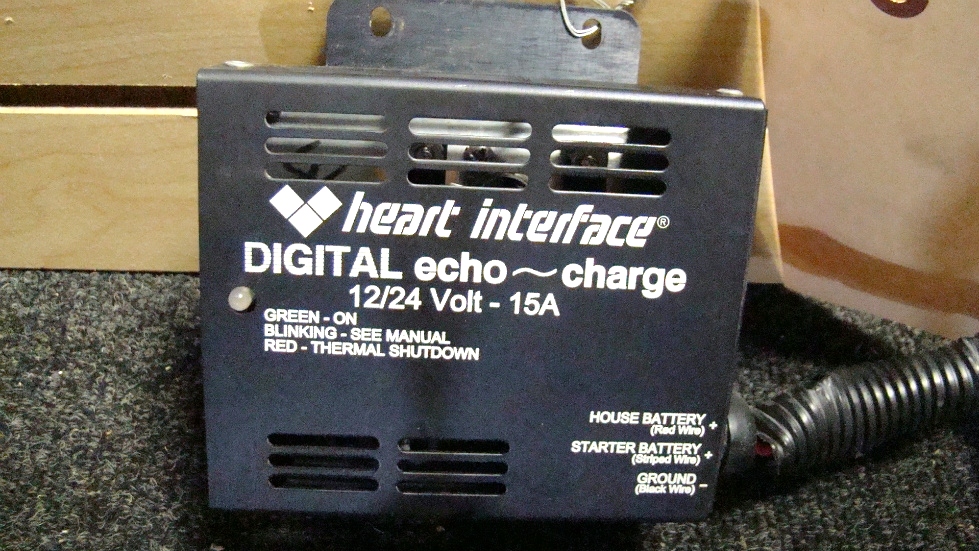 heart interface®
DIGITAL echo~charge
12/24 Volt - 15A
GREEN - ON
BLINKING - SEE MANUAL
RED - THERMAL SHUTDOWN
HOUSE BATTERY +
(Red Wire)
STARTER BATTERY +
(Striped Wire)
GROUND –
(Black Wire)